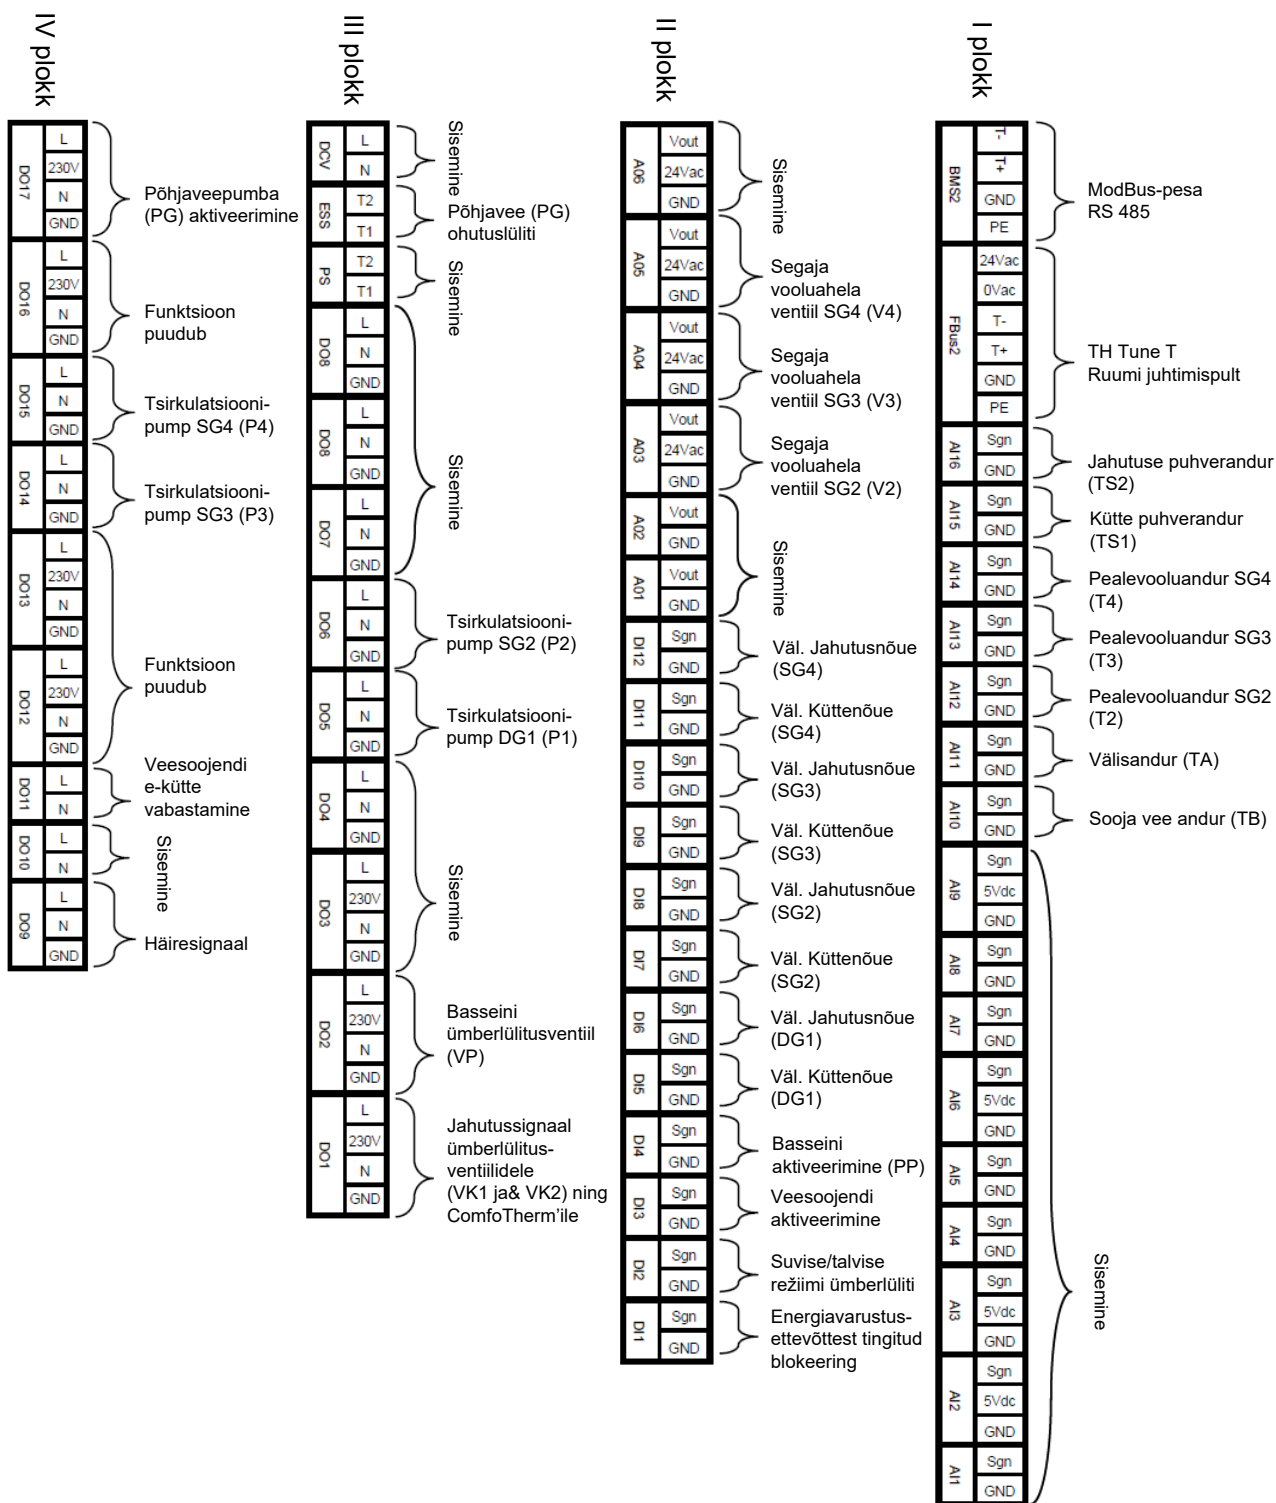 IV plokk
DO17
L
230V
N
GND
Põhjaveepumba
(PG) aktiveerimine
DO16
L
230V
N
GND
Funktsioon
puudub
DO15
L
N
GND
Tsirkulatsiooni-
pump SG4 (P4)
DO14
L
N
GND
Tsirkulatsiooni-
pump SG3 (P3)
DO13
L
230V
N
GND
DO12
L
230V
N
GND
Funktsioon
puudub
DO11
L
N
Veesoojendi
e-kütte
vabastamine
DO10
L
N
Sisemine
DO9
L
N
GND
Häiresignaal
III plokk
DCV
L
N
Sisemine
ESS
T2
T1
Põhjavee (PG)
ohutuslüliti
PS
T2
T1
Sisemine
DO8
L
N
GND
DO8
L
N
GND
DO7
L
N
GND
Sisemine
DO6
L
N
GND
Tsirkulatsiooni-
pump SG2 (P2)
DO5
L
N
GND
Tsirkulatsiooni-
pump DG1 (P1)
DO4
L
N
GND
DO3
L
230V
N
GND
Sisemine
DO2
L
230V
N
GND
Basseini
ümberlülitusventiil
(VP)
DO1
L
230V
N
GND
Jahutussignaal
ümberlülitus-
ventiilidele
(VK1 ja& VK2) ning
ComfoTherm’ile
II plokk
A06
Vout
24Vac
GND
Sisemine
A05
Vout
24Vac
GND
Segaja
vooluahela
ventiil SG4 (V4)
A04
Vout
24Vac
GND
Segaja
vooluahela
ventiil SG3 (V3)
A03
Vout
24Vac
GND
Segaja
vooluahela
ventiil SG2 (V2)
A02
Vout
GND
A01
Vout
GND
Sisemine
DI12
Sgn
GND
Väl. Jahutusnõue
(SG4)
DI11
Sgn
GND
Väl. Küttenõue
(SG4)
DI10
Sgn
GND
Väl. Jahutusnõue
(SG3)
DI9
Sgn
GND
Väl. Küttenõue
(SG3)
DI8
Sgn
GND
Väl. Jahutusnõue
(SG2)
DI7
Sgn
GND
Väl. Küttenõue
(SG2)
DI6
Sgn
GND
Väl. Jahutusnõue
(DG1)
DI5
Sgn
GND
Väl. Küttenõue
(DG1)
DI4
Sgn
GND
Basseini
aktiveerimine (PP)
DI3
Sgn
GND
Veesoojendi
aktiveerimine
DI2
Sgn
GND
Suvise/talvise
režiimi ümberlüliti
DI1
Sgn
GND
Energiavarustus-
ettevõttest tingitud
blokeering
I plokk
BMS2
T-
T+
GND
PE
ModBus-pesa
RS 485
FBus2
24Vac
0Vac
T-
T+
GND
PE
TH Tune T
Ruumi juhtimispult
AI16
Sgn
GND
Jahutuse puhverandur
(TS2)
AI15
Sgn
GND
Kütte puhverandur
(TS1)
AI14
Sgn
GND
Pealevooluandur SG4
(T4)
AI13
Sgn
GND
Pealevooluandur SG3
(T3)
AI12
Sgn
GND
Pealevooluandur SG2
(T2)
AI11
Sgn
GND
Välisandur (TA)
AI10
Sgn
GND
Sooja vee andur (TB)
AI9
Sgn
5Vdc
GND
AI8
Sgn
GND
AI7
Sgn
GND
AI6
Sgn
5Vdc
GND
AI5
Sgn
GND
AI4
Sgn
GND
AI3
Sgn
5Vdc
GND
AI2
Sgn
5Vdc
GND
AI1
Sgn
GND
Sisemine